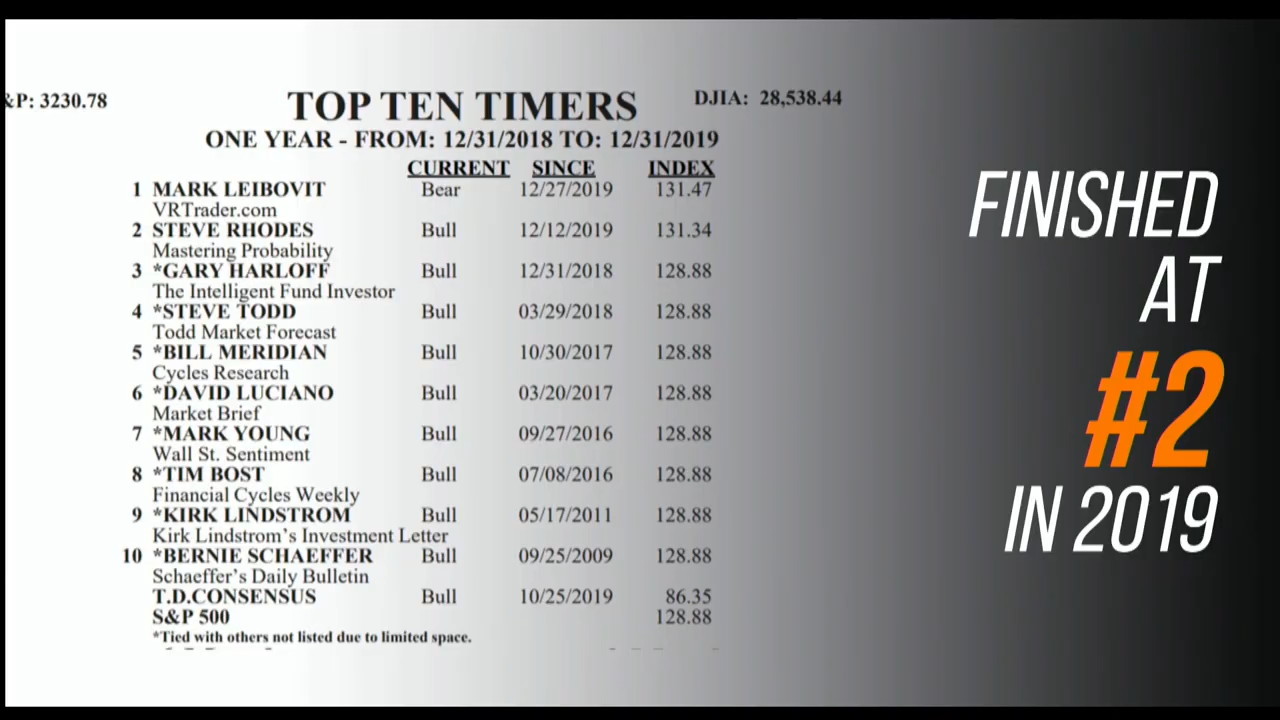 &P: 3230.78
TOP TEN TIMERS
DJIA: 28,538.44
ONE YEAR - FROM: 12/31/2018 TO: 12/31/2019
CURRENT SINCE INDEX
1 MARK LEIBOVIT Bear 12/27/2019 131.47
VRTrader.com
2 STEVE RHODES Bull 12/12/2019 131.34
Mastering Probability
3 *GARY HARLOFF Bull 12/31/2018 128.88
The Intelligent Fund Investor
4 *STEVE TODD Bull 03/29/2018 128.88
Todd Market Forecast
5 *BILL MERIDIAN Bull 10/30/2017 128.88
Cycles Research
6 *DAVID LUCIANO Bull 03/20/2017 128.88
Market Brief
7 *MARK YOUNG Bull 09/27/2016 128.88
Wall St. Sentiment
8 *TIM BOST Bull 07/08/2016 128.88
Financial Cycles Weekly
9 *KIRK LINDSTROM Bull 05/17/2011 128.88
Kirk Lindstrom's Investment Letter
10 *BERNIE SCHAEFFER Bull 09/25/2009 128.88
Schaeffer's Daily Bulletin
T.D.CONSENSUS Bull 10/25/2019 86.35
S&P 500 128.88
*Tied with others not listed due to limited space.
FINISHED
AT
#2
IN 2019